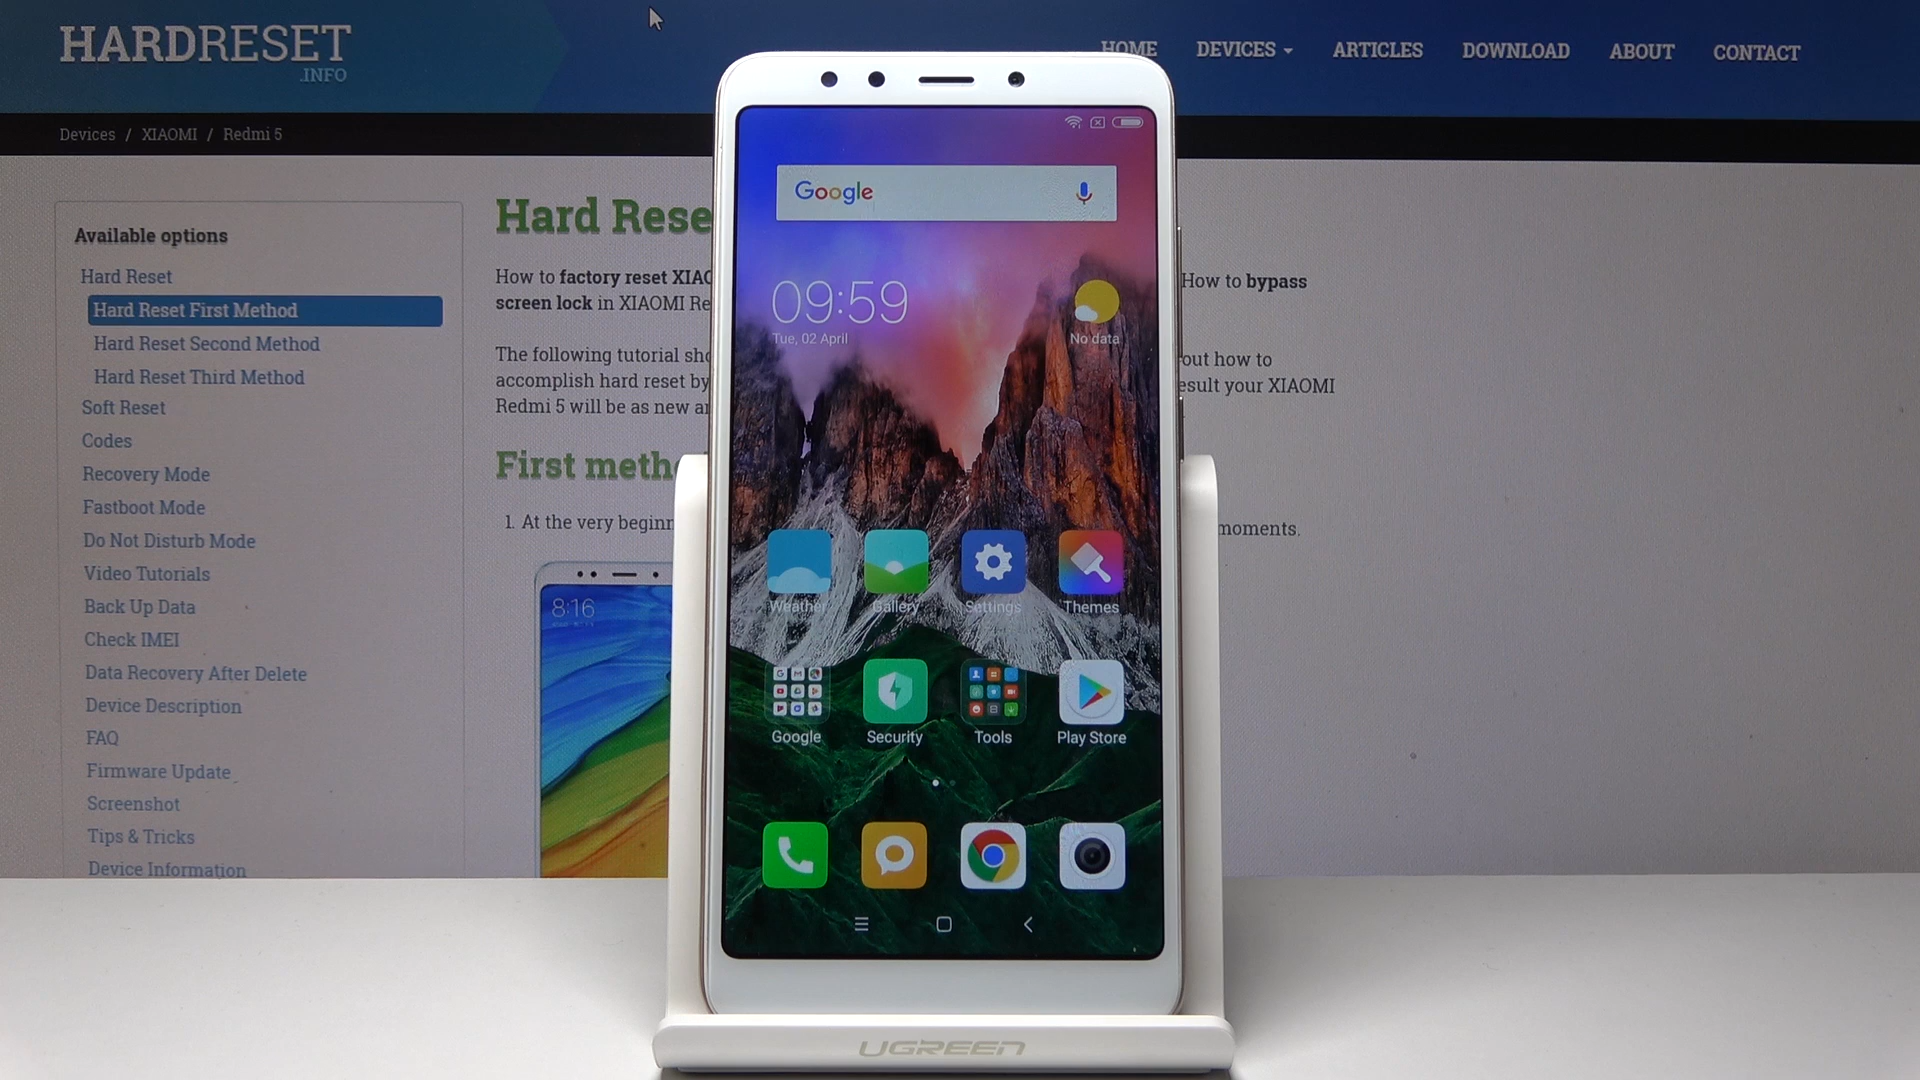 HARDRESET
.INFO
HOME
DEVICES
ARTICLES
DOWNLOAD
ABOUT
CONTACT
Devices / XIAOMI / Redmi 5
Available options
Hard Reset
Hard Reset First Method
Hard Reset Second Method
Hard Reset Third Method
Soft Reset
Codes
Recovery Mode
Fastboot Mode
Do Not Disturb Mode
Video Tutorials
Back Up Data
Check IMEI
Data Recovery After Delete
Device Description
FAQ
Firmware Update
Screenshot
Tips & Tricks
Device Information
Hard Rese
How to factory reset XIAO
How to bypass
screen lock in XIAOMI Re
The following tutorial sho
out how to
accomplish hard reset by
esult your XIAOMI
Redmi 5 will be as new a
First meth
1. At the very beginn
moments.
8:16
Google
09:59
Tue, 02 April
No data
Weather
Gallery
Settings
Themes
Google
Security
Tools
Play Store
UGREEN